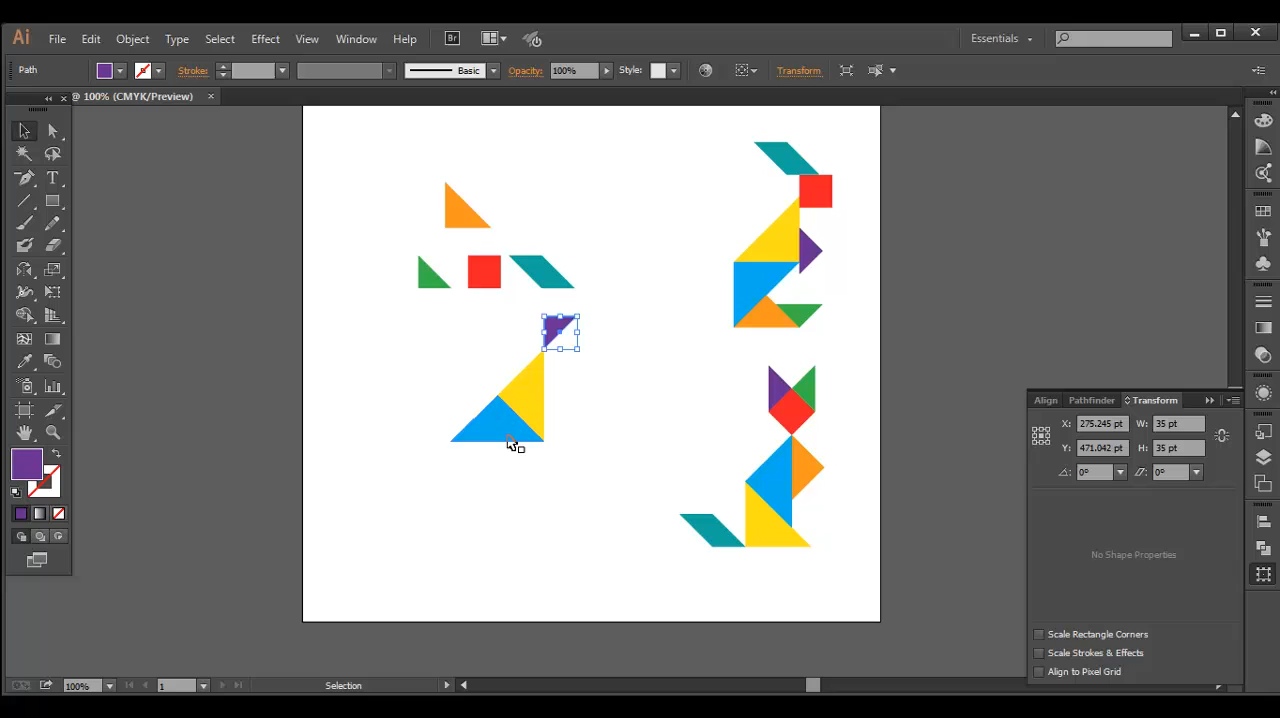 Ai File Edit Object Type Select Effect View Window Help Br Essentials
Path Strokes Basic Opacity: 100% Style: Transform
@ 100% (CMYK/Preview)
Align Pathfinder Transform
X: 275.245 pt W: 35 pt
Y: 471.042 pt H: 35 pt
0° 0°
No Shape Properties
Scale Rectangle Corners
Scale Strokes & Effects
Align to Pixel Grid
100% 1 Selection